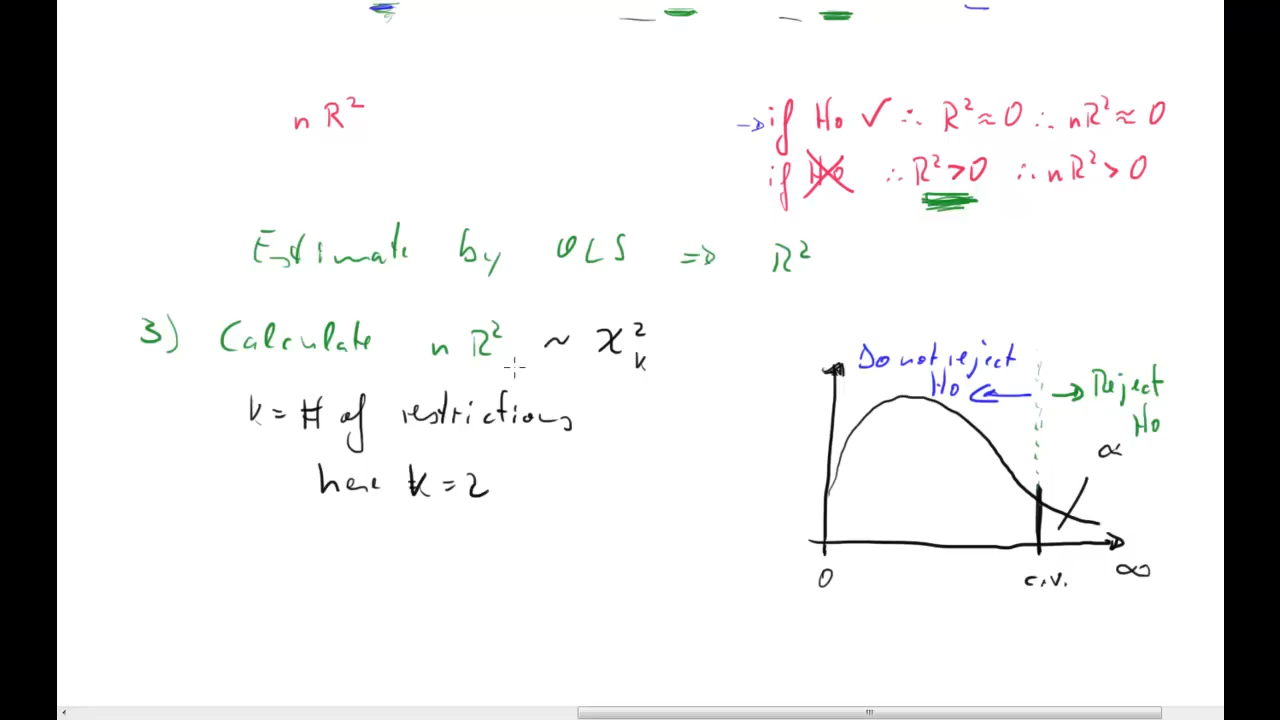 n R²
→ if Ho ✓ ∴ R² ≈ 0 ∴ nR² ≈ 0
if Ho ∴ R² > 0 ∴ nR² > 0
Estimate by OLS ⇒ R²
3) Calculate n R² ~ χ²k
k = # of restrictions
here k = 2
Do not reject
Ho ←
→ Reject
Ho
α
0
c.v.
∞